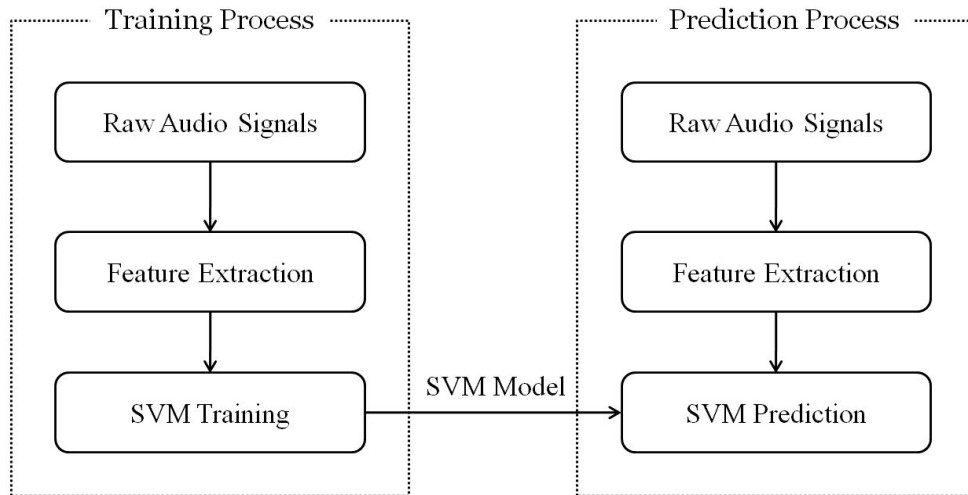 Training Process
Raw Audio Signals
Feature Extraction
SVM Training
SVM Model
Prediction Process
Raw Audio Signals
Feature Extraction
SVM Prediction